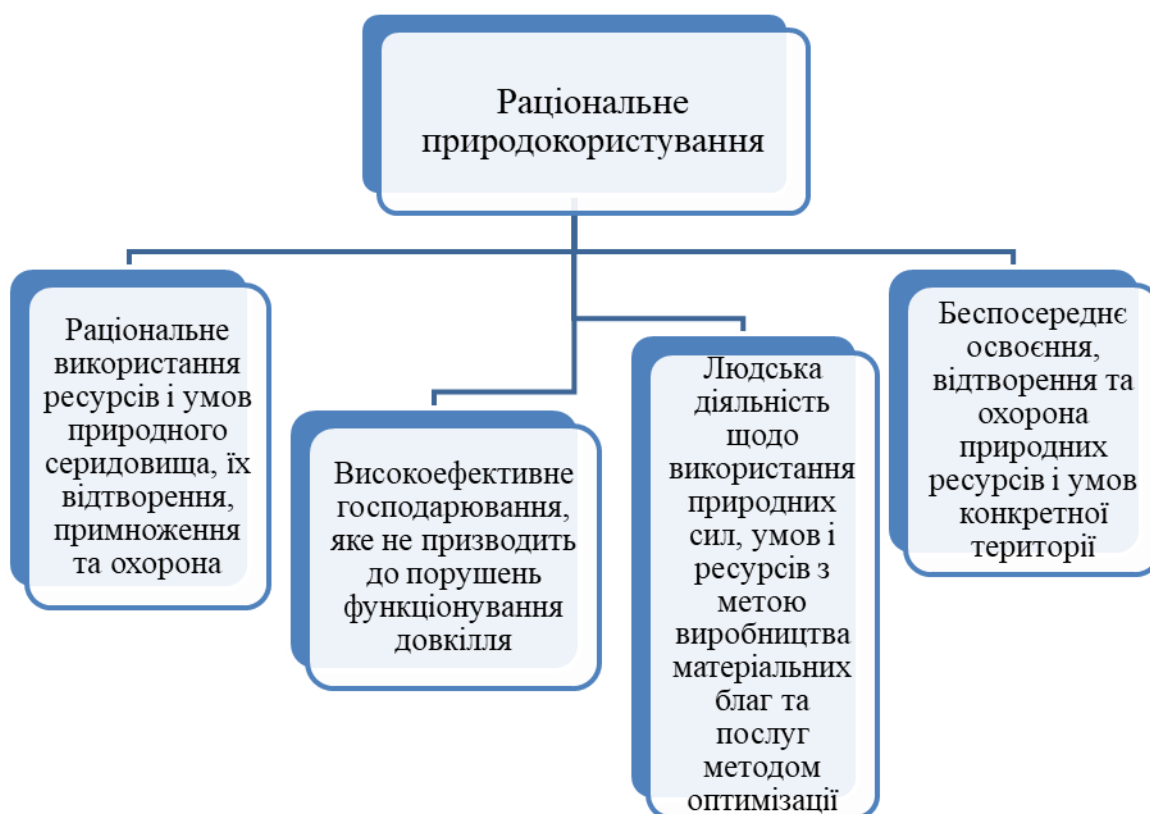 Раціональне
природокористування
Раціональне
використання
ресурсів і умов
природного
серидовища, їх
відтворення,
примноження
та охорона
Високоефективне
господарювання,
яке не призводить
до порушень
функціонування
довкілля
Людська
діяльність
щодо
використання
природних
сил, умов і
ресурсів з
метою
виробництва
матеріальних
благ та
послуг
методом
оптимізації
Беспосереднє
освоєння,
відтворення та
охорона
природних
ресурсів і умов
конкретної
території